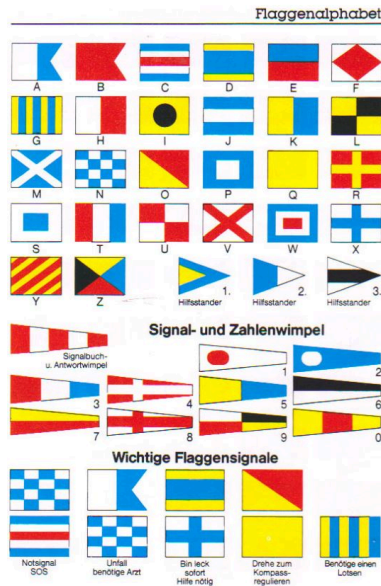 Flaggenalphabet
A B C D E F
G H I J K L
M N O P Q R
S T U V W X
Y Z 1. 2. 3.
Hilfsstander Hilfsstander Hilfsstander
Signal- und Zahlenwimpel
Signalbuch-
u. Antwortwimpel
1 2
3 4 5 6
7 8 9 0
Wichtige Flaggensignale
Notsignal
SOS
Unfall
benötige Arzt
Bin leck
sofort
Hilfe nötig
Drehe zum
Kompass-
regulieren
Benötige einen
Lotsen